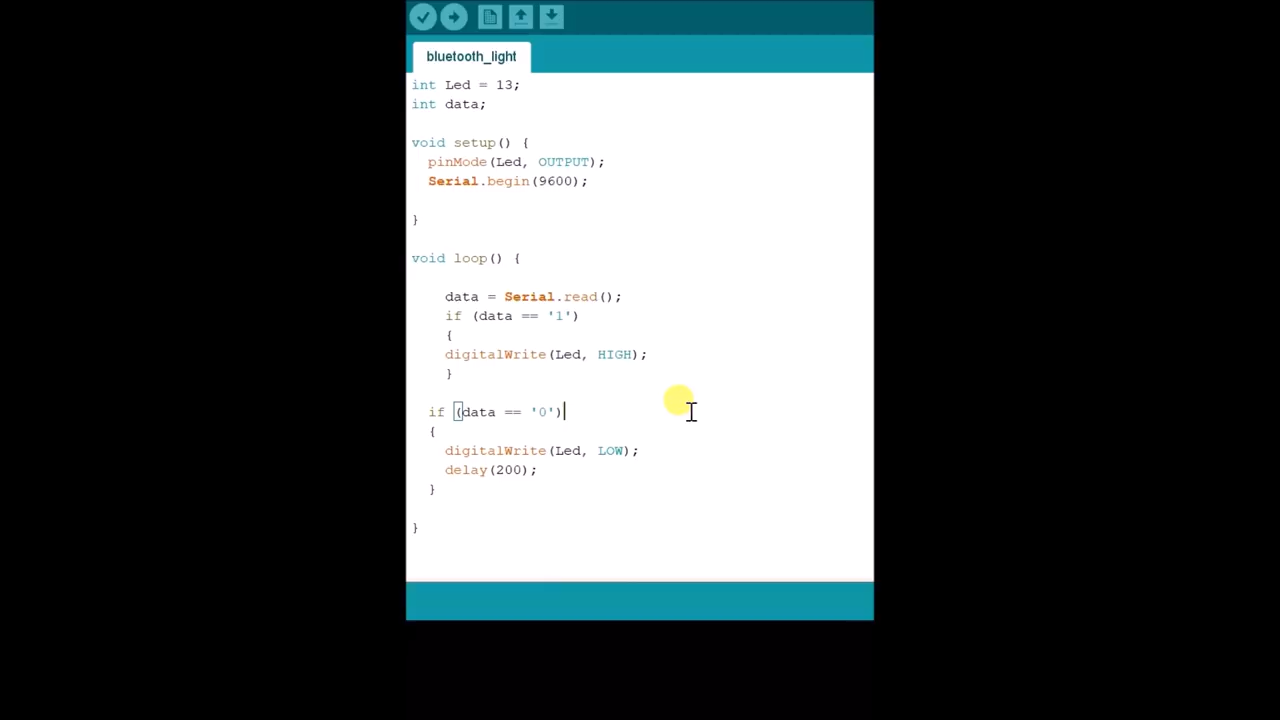 bluetooth_light
int Led = 13;
int data;
void setup() {
pinMode(Led, OUTPUT);
Serial.begin(9600);
}
void loop() {
data = Serial.read();
if (data == '1')
{
digitalWrite(Led, HIGH);
}
if (data == '0')
{
digitalWrite(Led, LOW);
delay(200);
}
}